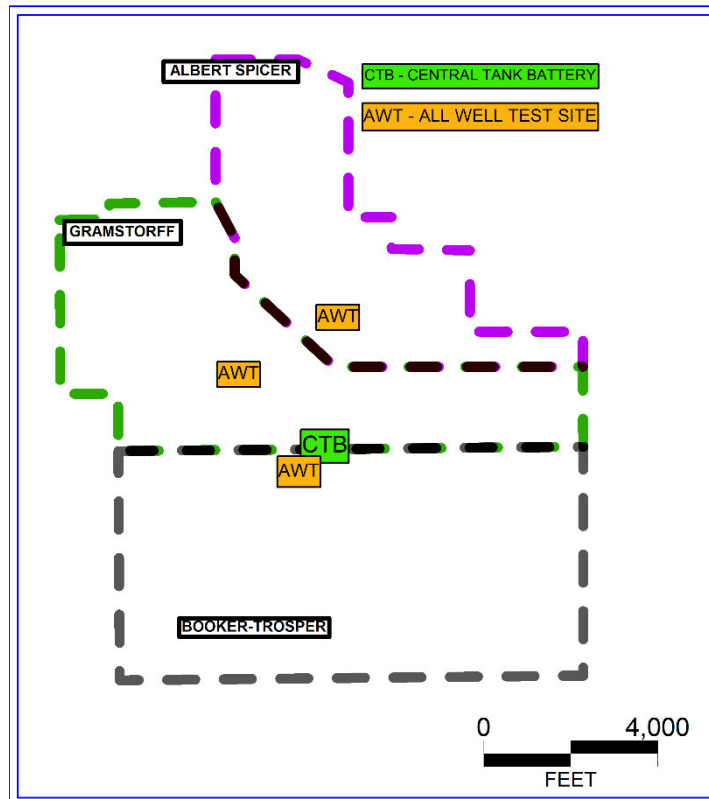 ALBERT SPICER
CTB - CENTRAL TANK BATTERY
AWT - ALL WELL TEST SITE
GRAMSTORFF
AWT
AWT
CTB
AWT
BOOKER-TROSPER
0 4,000
FEET